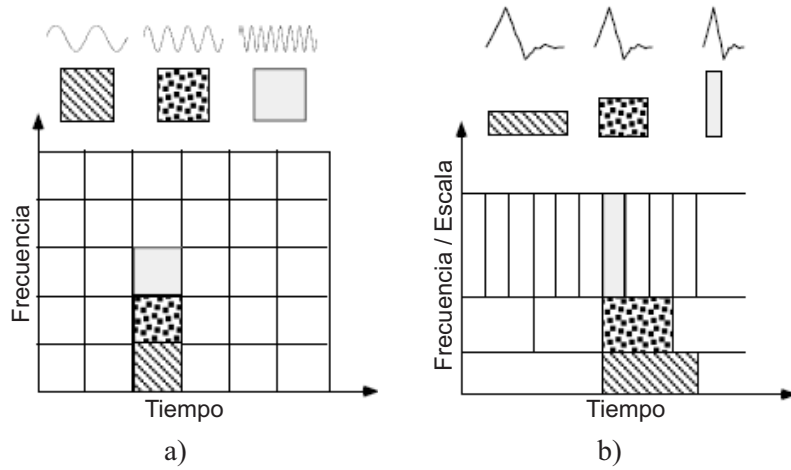 Frecuencia
Tiempo
a)
Frecuencia / Escala
Tiempo
b)